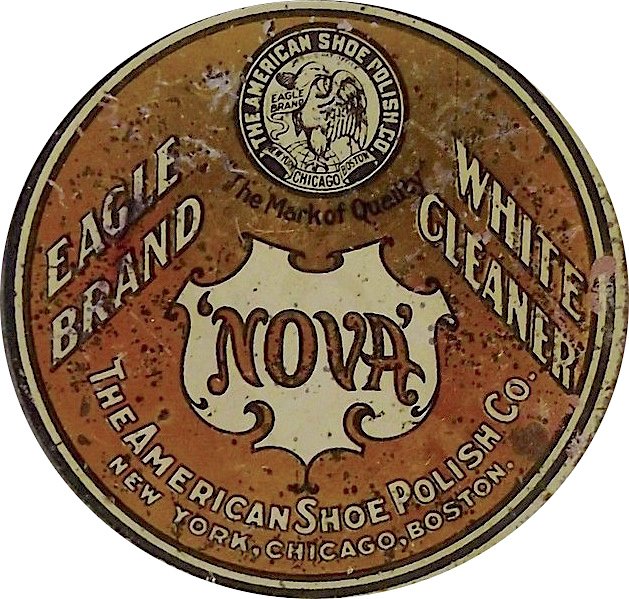 THE AMERICAN SHOE POLISH CO.
EAGLE
BRAND
NEW YORK CHICAGO BOSTON
The Mark of Quality
EAGLE
BRAND
WHITE
CLEANER
'NOVA'
THE AMERICAN SHOE POLISH CO.
NEW YORK, CHICAGO, BOSTON.